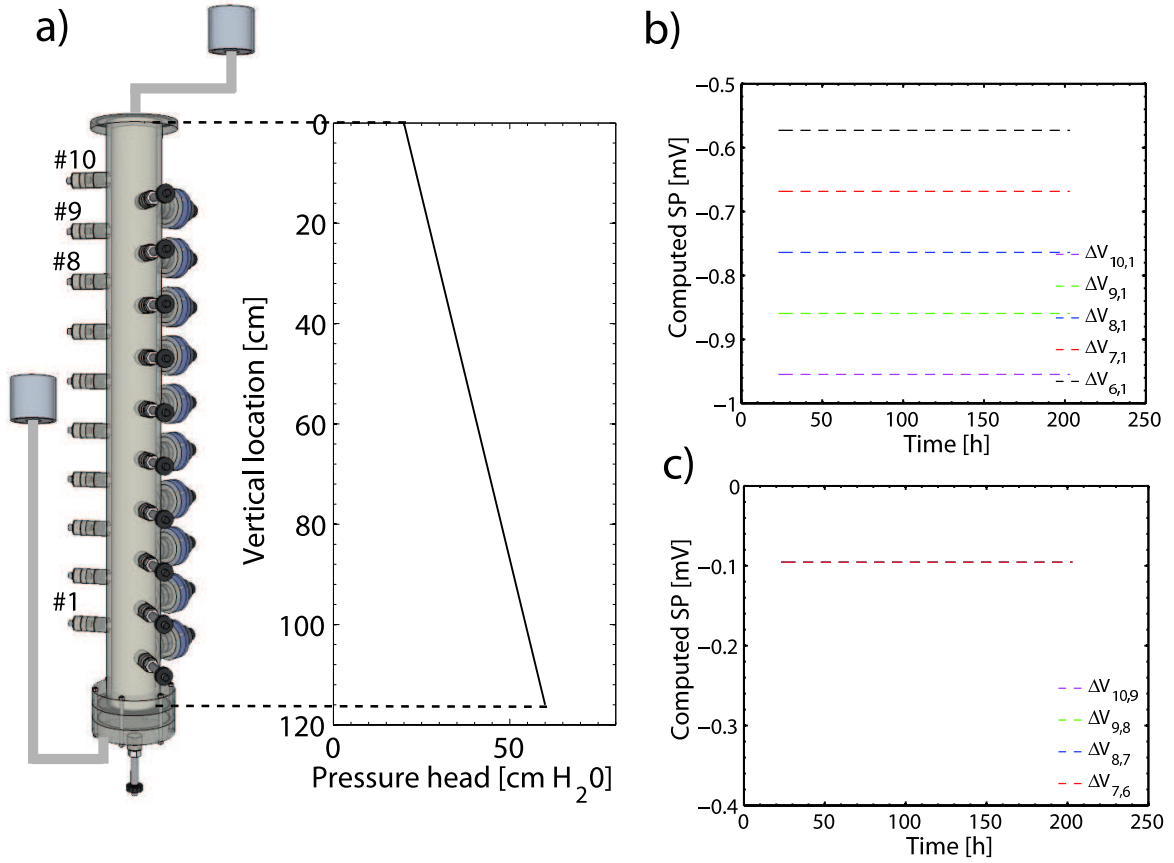 a)
#10
#9
#8
#1
Vertical location [cm]
0
20
40
60
80
100
120
0
50
Pressure head [cm H₂0]
b)
Computed SP [mV]
−0.5
−0.6
−0.7
−0.8
−0.9
−1
0
50
100
150
200
250
Time [h]
ΔV₁₀,₁
ΔV₉,₁
ΔV₈,₁
ΔV₇,₁
ΔV₆,₁
c)
Computed SP [mV]
0
−0.1
−0.2
−0.3
−0.4
0
50
100
150
200
250
Time [h]
ΔV₁₀,₉
ΔV₉,₈
ΔV₈,₇
ΔV₇,₆